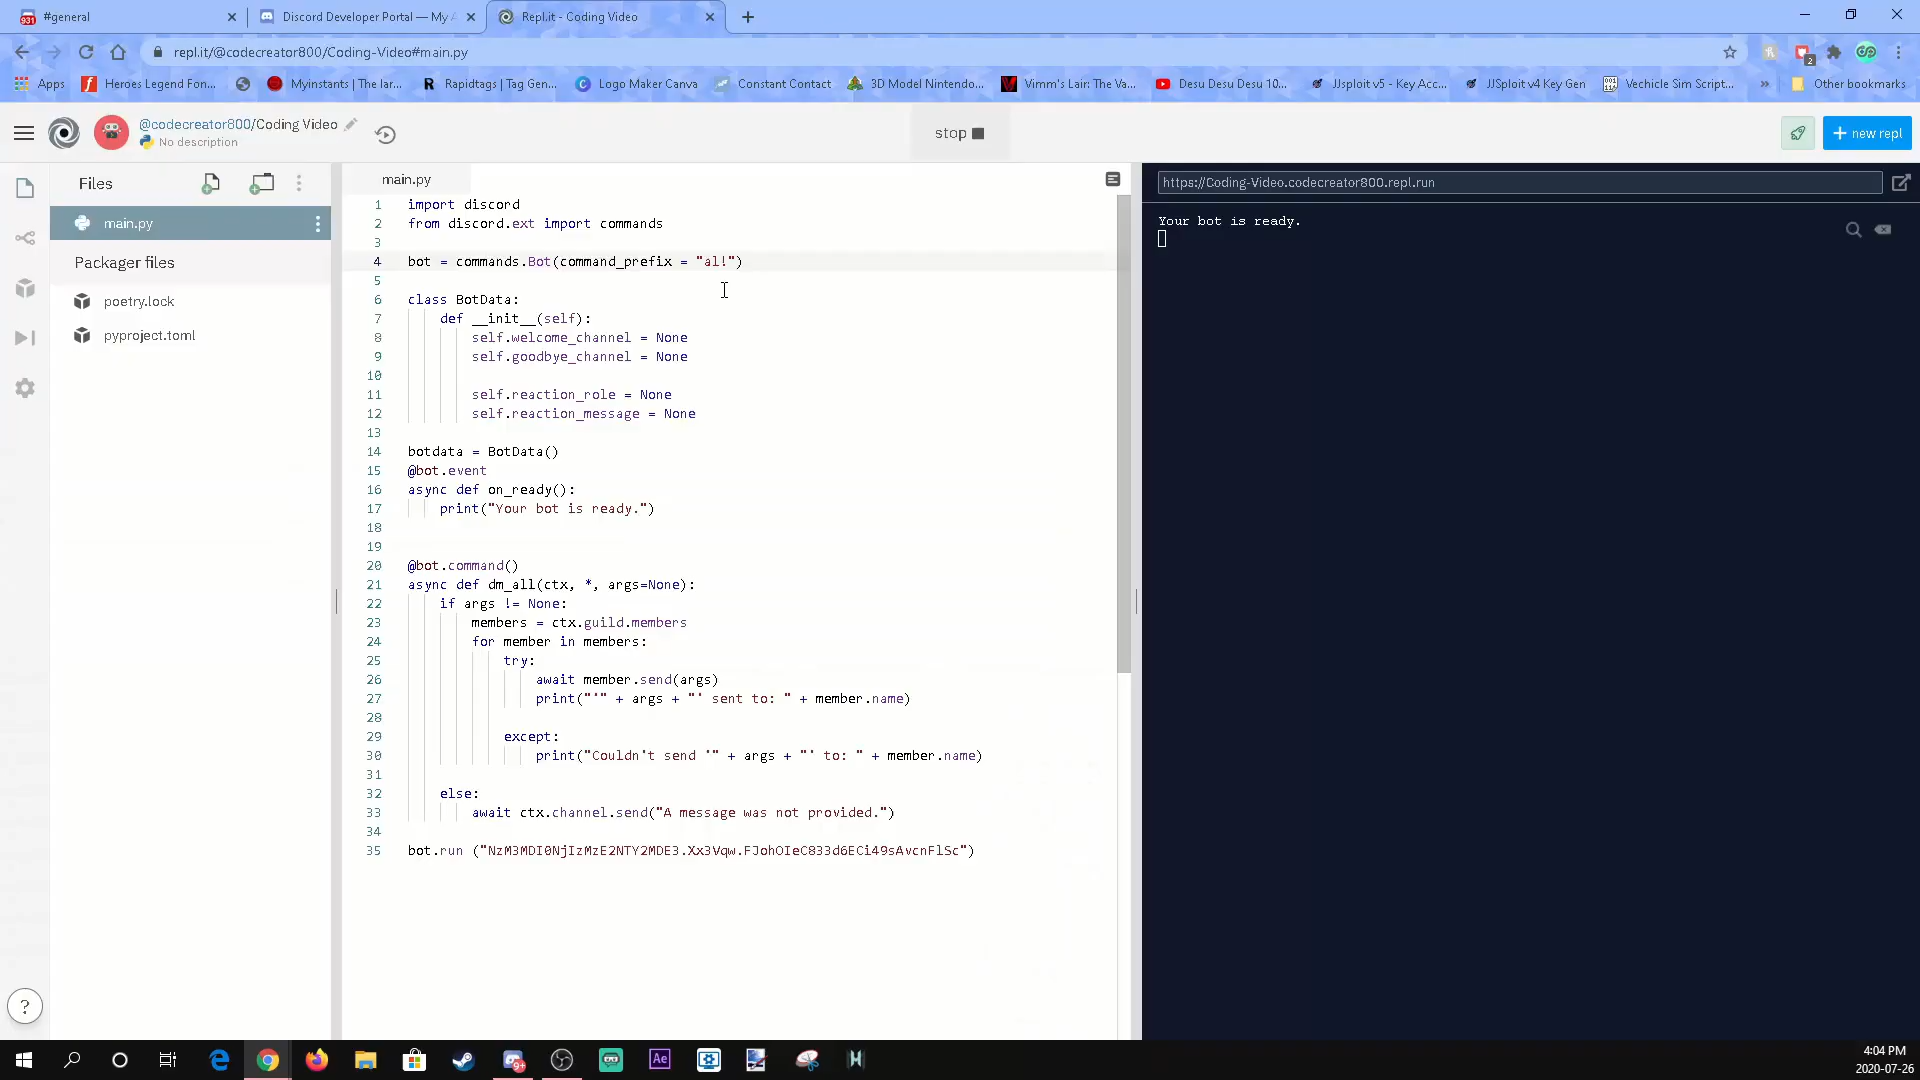 #general
Discord Developer Portal — My A
Repl.it - Coding Video
repl.it/@codecreator800/Coding-Video#main.py
Apps
Heroes Legend Fon...
Myinstants | The lar...
Rapidtags | Tag Gen...
Logo Maker Canva
Constant Contact
3D Model Nintendo...
Vimm's Lair: The Va...
Desu Desu Desu 10...
JJsploit v5 - Key Acc...
JJSploit v4 Key Gen
Vechicle Sim Script...
»
Other bookmarks
@codecreator800/Coding Video
No description
stop
+ new repl
Files
main.py
Packager files
poetry.lock
pyproject.toml
main.py
1 import discord
2 from discord.ext import commands
3
4 bot = commands.Bot(command_prefix = "al!")
5
6 class BotData:
7 def __init__(self):
8 self.welcome_channel = None
9 self.goodbye_channel = None
10
11 self.reaction_role = None
12 self.reaction_message = None
13
14 botdata = BotData()
15 @bot.event
16 async def on_ready():
17 print("Your bot is ready.")
18
19
20 @bot.command()
21 async def dm_all(ctx, *, args=None):
22 if args != None:
23 members = ctx.guild.members
24 for member in members:
25 try:
26 await member.send(args)
27 print("'" + args + "' sent to: " + member.name)
28
29 except:
30 print("Couldn't send '" + args + "' to: " + member.name)
31
32 else:
33 await ctx.channel.send("A message was not provided.")
34
35 bot.run ("NzM3MDI0NjIzMzE2NTY2MDE3.Xx3Vqw.FJohOIeC833d6ECi49sAvcnFlSc")
https://Coding-Video.codecreator800.repl.run
Your bot is ready.
?
4:04 PM
2020-07-26